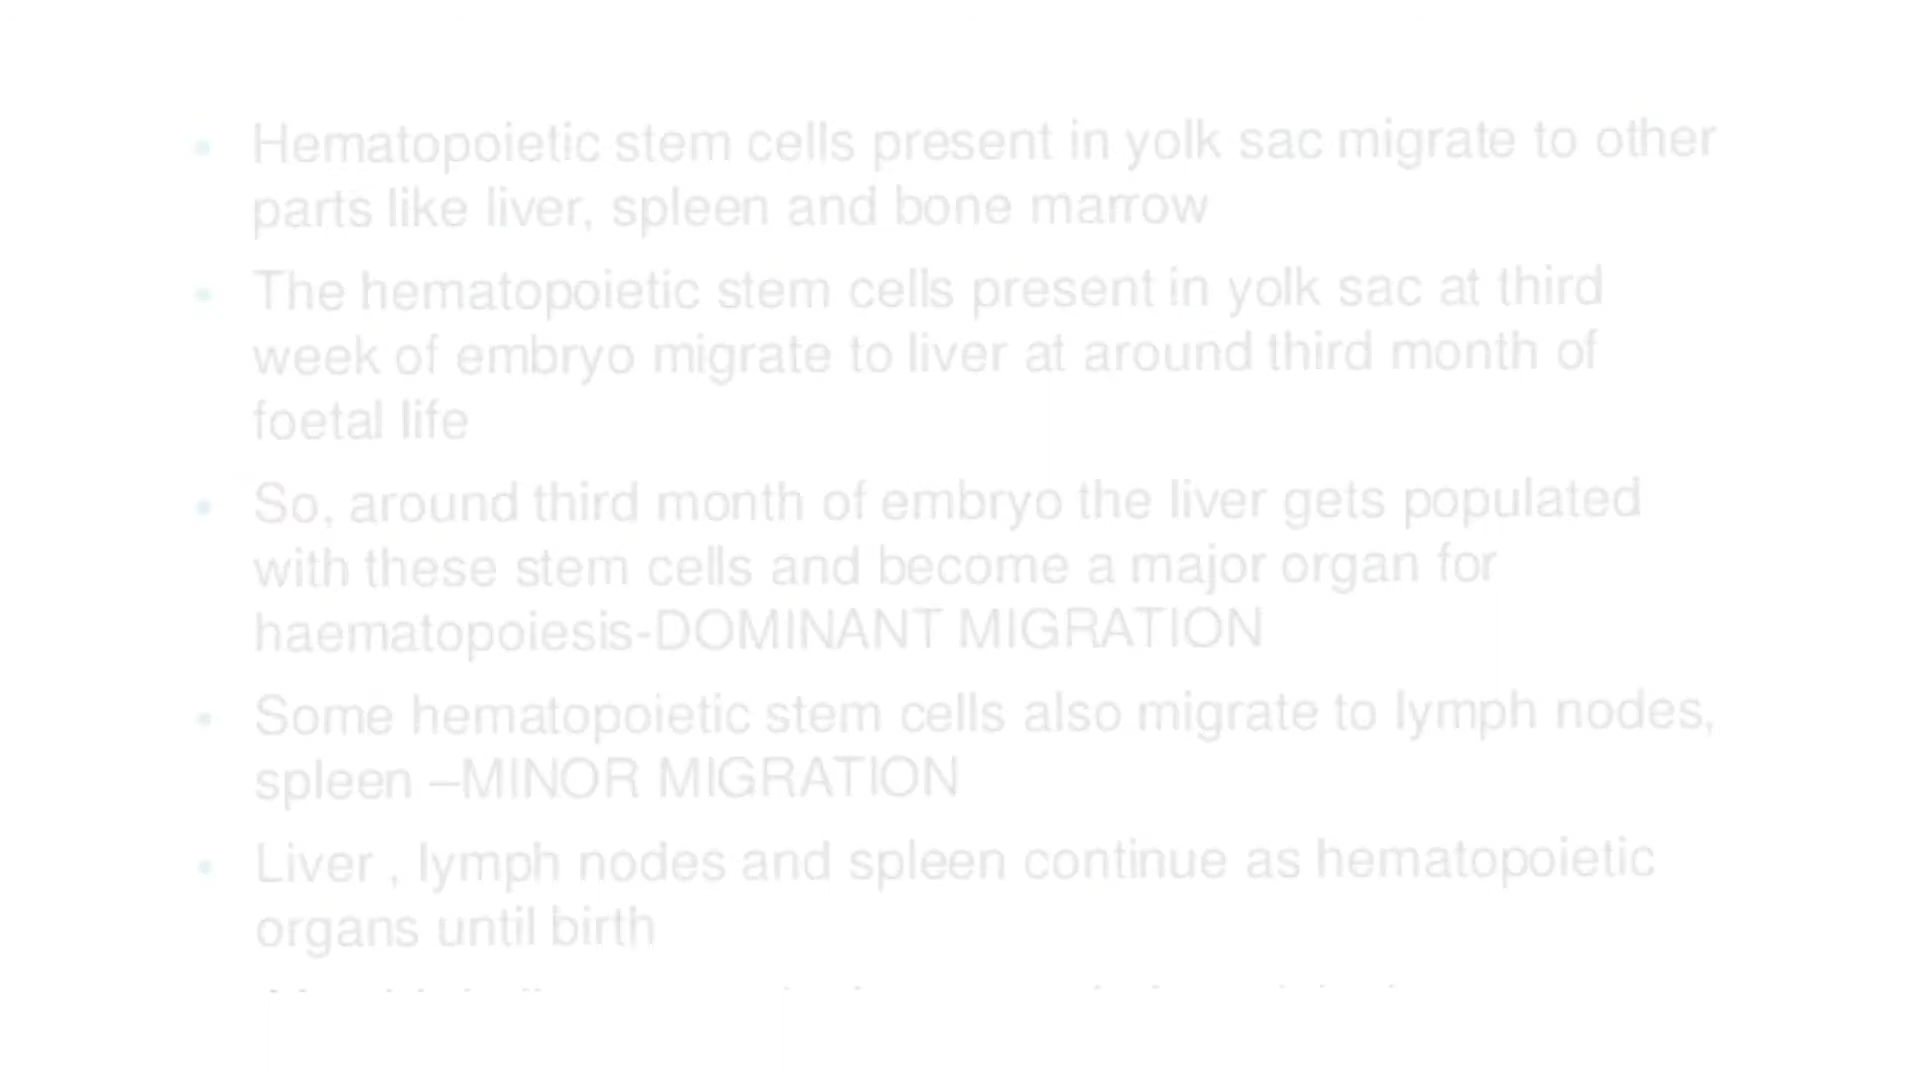 • Hematopoietic stem cells present in yolk sac migrate to other
parts like liver, spleen and bone marrow
• The hematopoietic stem cells present in yolk sac at third
week of embryo migrate to liver at around third month of
foetal life
• So, around third month of embryo the liver gets populated
with these stem cells and become a major organ for
haematopoiesis-DOMINANT MIGRATION
• Some hematopoietic stem cells also migrate to lymph nodes,
spleen –MINOR MIGRATION
• Liver , lymph nodes and spleen continue as hematopoietic
organs until birth